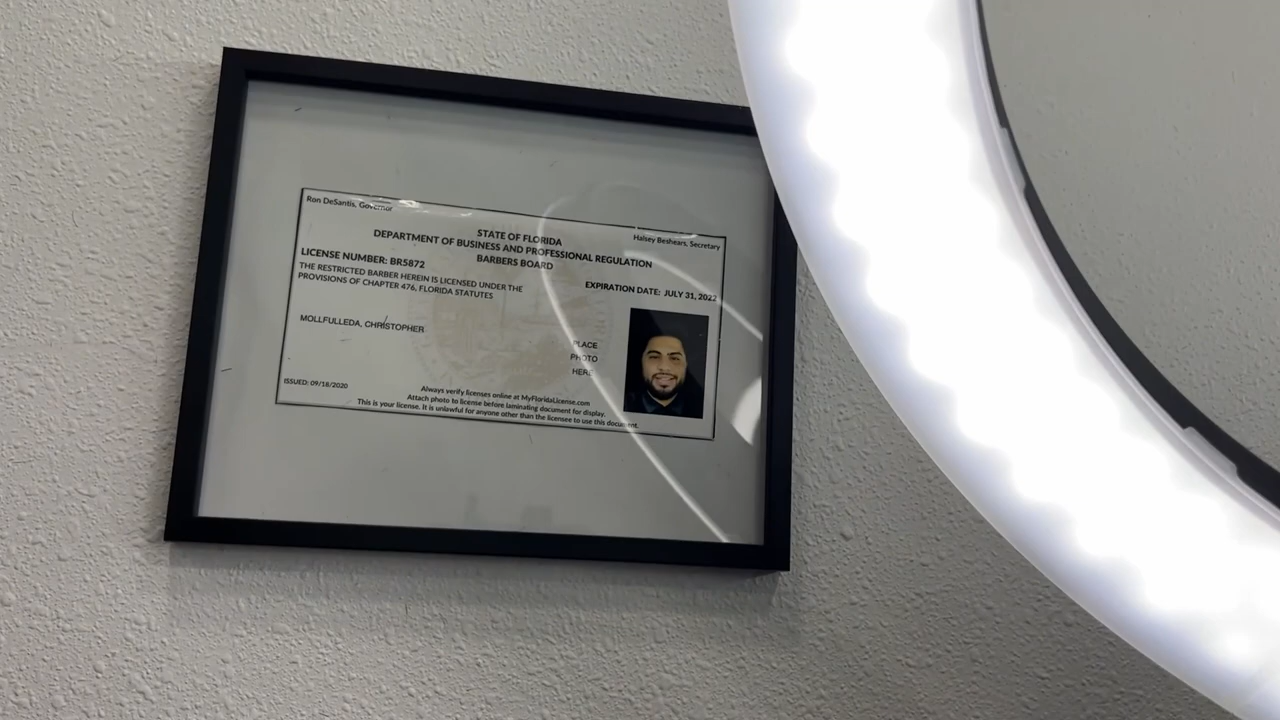 Ron DeSantis, Governor
Halsey Beshears, Secretary
STATE OF FLORIDA
DEPARTMENT OF BUSINESS AND PROFESSIONAL REGULATION
BARBERS BOARD
LICENSE NUMBER: BR5872
EXPIRATION DATE: JULY 31, 2022
THE RESTRICTED BARBER HEREIN IS LICENSED UNDER THE
PROVISIONS OF CHAPTER 476, FLORIDA STATUTES
MOLLFULLEDA, CHRISTOPHER
PLACE
PHOTO
HERE
ISSUED: 09/18/2020
Always verify licenses online at MyFloridaLicense.com
Attach photo to license before laminating document for display.
This is your license. It is unlawful for anyone other than the licensee to use this document.